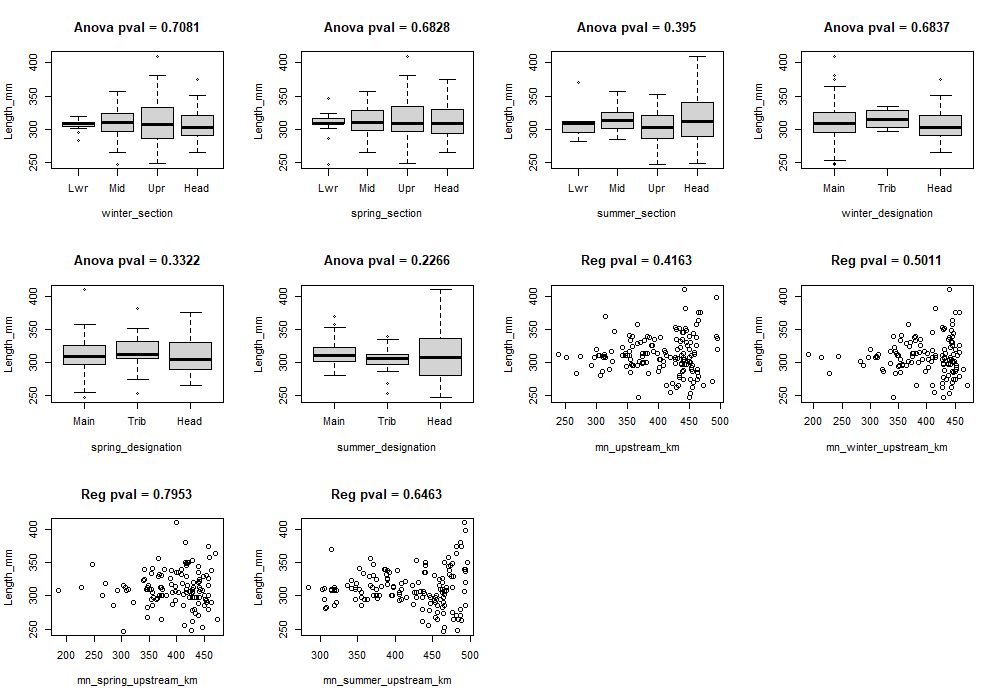 Anova pval = 0.7081
Length_mm
400
350
300
250
Lwr Mid Upr Head
winter_section
Anova pval = 0.6828
Length_mm
400
350
300
250
Lwr Mid Upr Head
spring_section
Anova pval = 0.395
Length_mm
400
350
300
250
Lwr Mid Upr Head
summer_section
Anova pval = 0.6837
Length_mm
400
350
300
250
Main Trib Head
winter_designation
Anova pval = 0.3322
Length_mm
400
350
300
250
Main Trib Head
spring_designation
Anova pval = 0.2266
Length_mm
400
350
300
250
Main Trib Head
summer_designation
Reg pval = 0.4163
Length_mm
400
350
300
250
250 300 350 400 450 500
mn_upstream_km
Reg pval = 0.5011
Length_mm
400
350
300
250
200 250 300 350 400 450
mn_winter_upstream_km
Reg pval = 0.7953
Length_mm
400
350
300
250
200 250 300 350 400 450
mn_spring_upstream_km
Reg pval = 0.6463
Length_mm
400
350
300
250
300 350 400 450 500
mn_summer_upstream_km